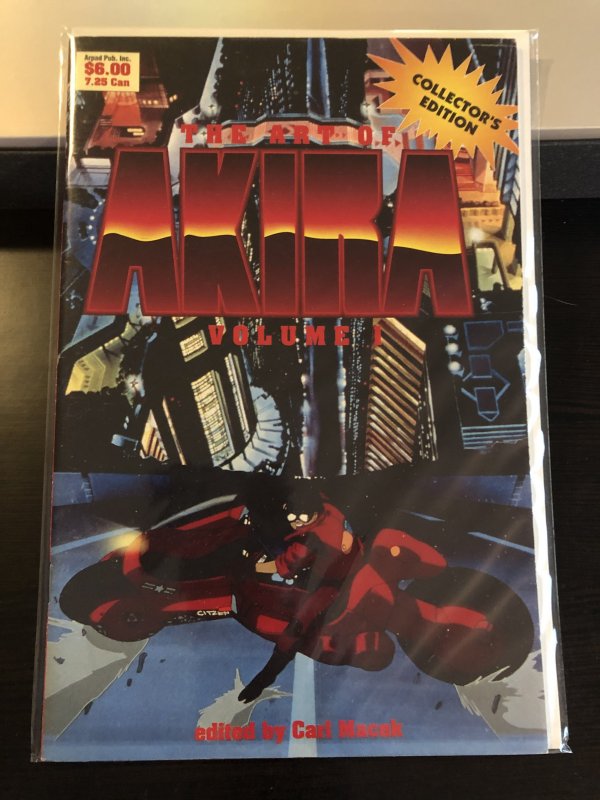 Arpad Pub. Inc.
$6.00
7.25 Can
COLLECTOR'S
EDITION
THE ART OF
AKIRA
VOLUME 1
CITZEN
edited by Carl Macek